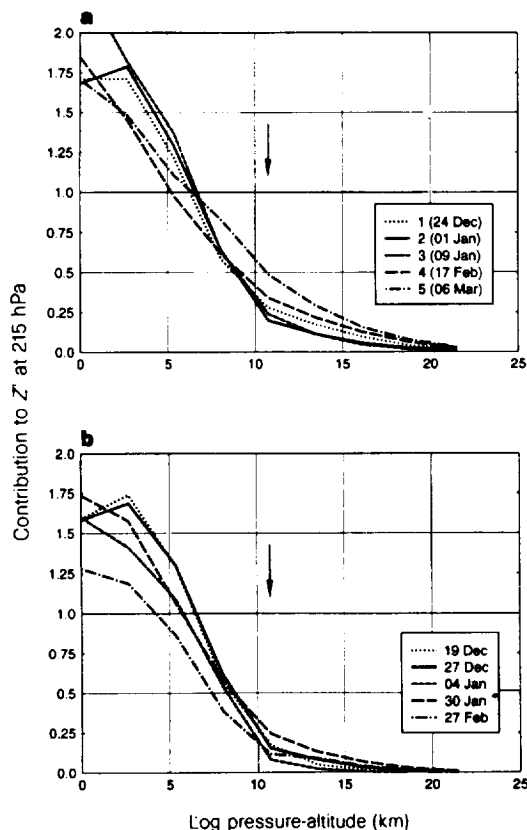 a
2.0
1.75
1.5
1.25
1.0
0.75
0.5
0.25
0.0
0 5 10 15 20 25
1 (24 Dec)
2 (01 Jan)
3 (09 Jan)
4 (17 Feb)
5 (06 Mar)
Contribution to Z' at 215 hPa
b
2.0
1.75
1.5
1.25
1.0
0.75
0.5
0.25
0.0
0 5 10 15 20 25
19 Dec
27 Dec
04 Jan
30 Jan
27 Feb
Log pressure-altitude (km)